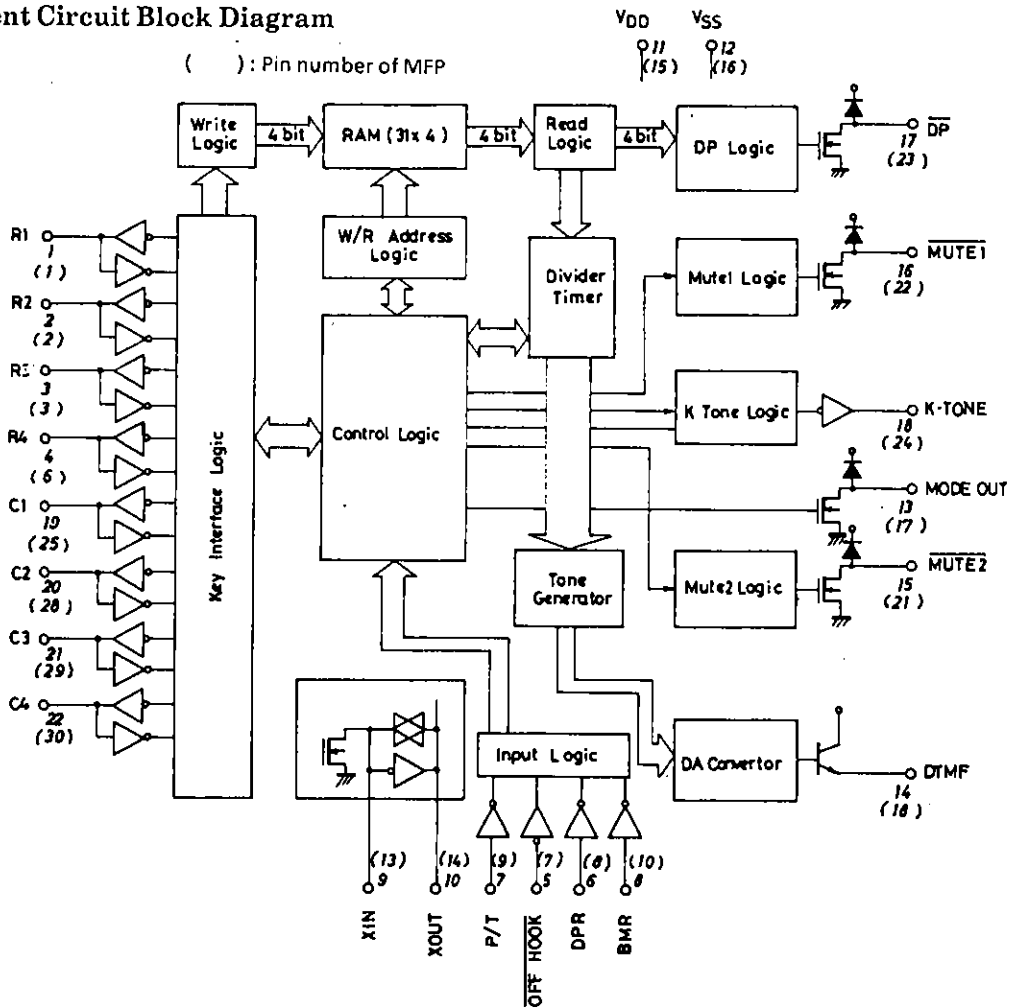 ent Circuit Block Diagram
( ) : Pin number of MFP
VDD
11
(15)
VSS
12
(16)
Write Logic
4 bit
RAM (31x 4)
4 bit
Read Logic
4 bit
DP Logic
DP
17
(23)
W/R Address Logic
Divider Timer
Mute1 Logic
MUTE1
16
(22)
R1
1
(1)
R2
2
(2)
R3
3
(3)
R4
4
(6)
C1
19
(25)
C2
20
(28)
C3
21
(29)
C4
22
(30)
Key Interface Logic
Control Logic
K Tone Logic
K-TONE
18
(24)
MODE OUT
13
(17)
Tone Generator
Mute2 Logic
MUTE2
15
(21)
Input Logic
DA Convertor
DTMF
14
(18)
(13)
9
XIN
(14)
10
XOUT
(9)
7
P/T
(7)
5
OFF HOOK
(8)
6
DPR
(10)
8
BMR